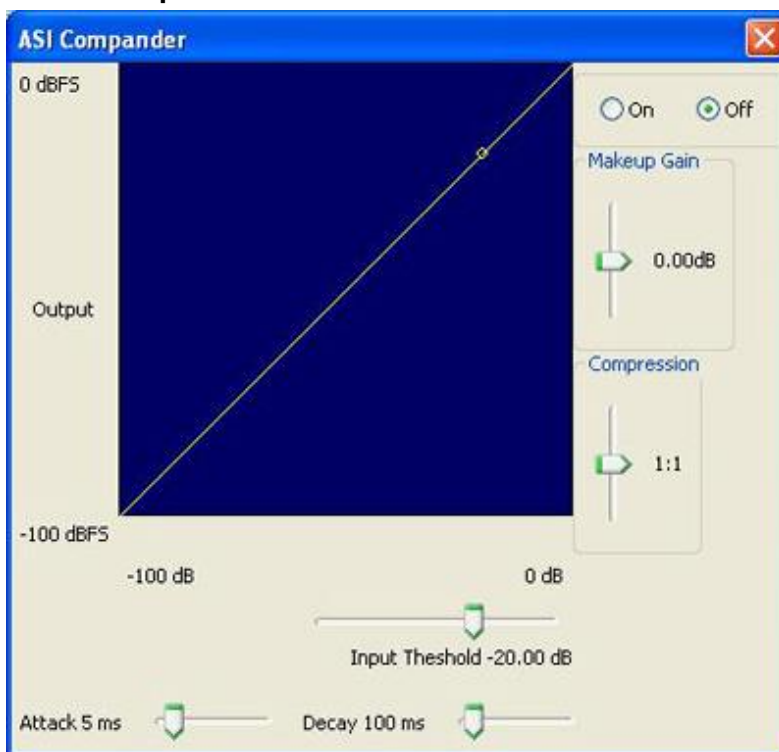 ASI Compander
0 dBFS
On
Off
Makeup Gain
0.00dB
Output
Compression
1:1
-100 dBFS
-100 dB
0 dB
Input Theshold -20.00 dB
Attack 5 ms
Decay 100 ms